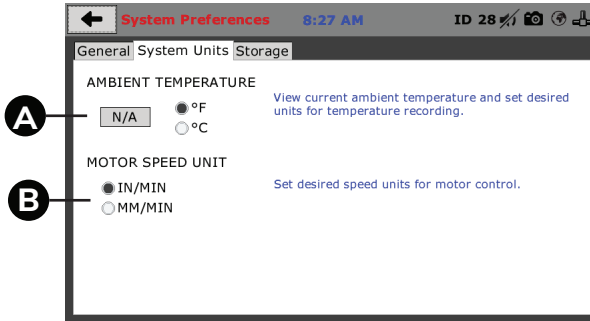 System Preferences 8:27 AM ID 28
General System Units Storage
AMBIENT TEMPERATURE
A
N/A
°F
°C
View current ambient temperature and set desired
units for temperature recording.
MOTOR SPEED UNIT
B
IN/MIN
MM/MIN
Set desired speed units for motor control.